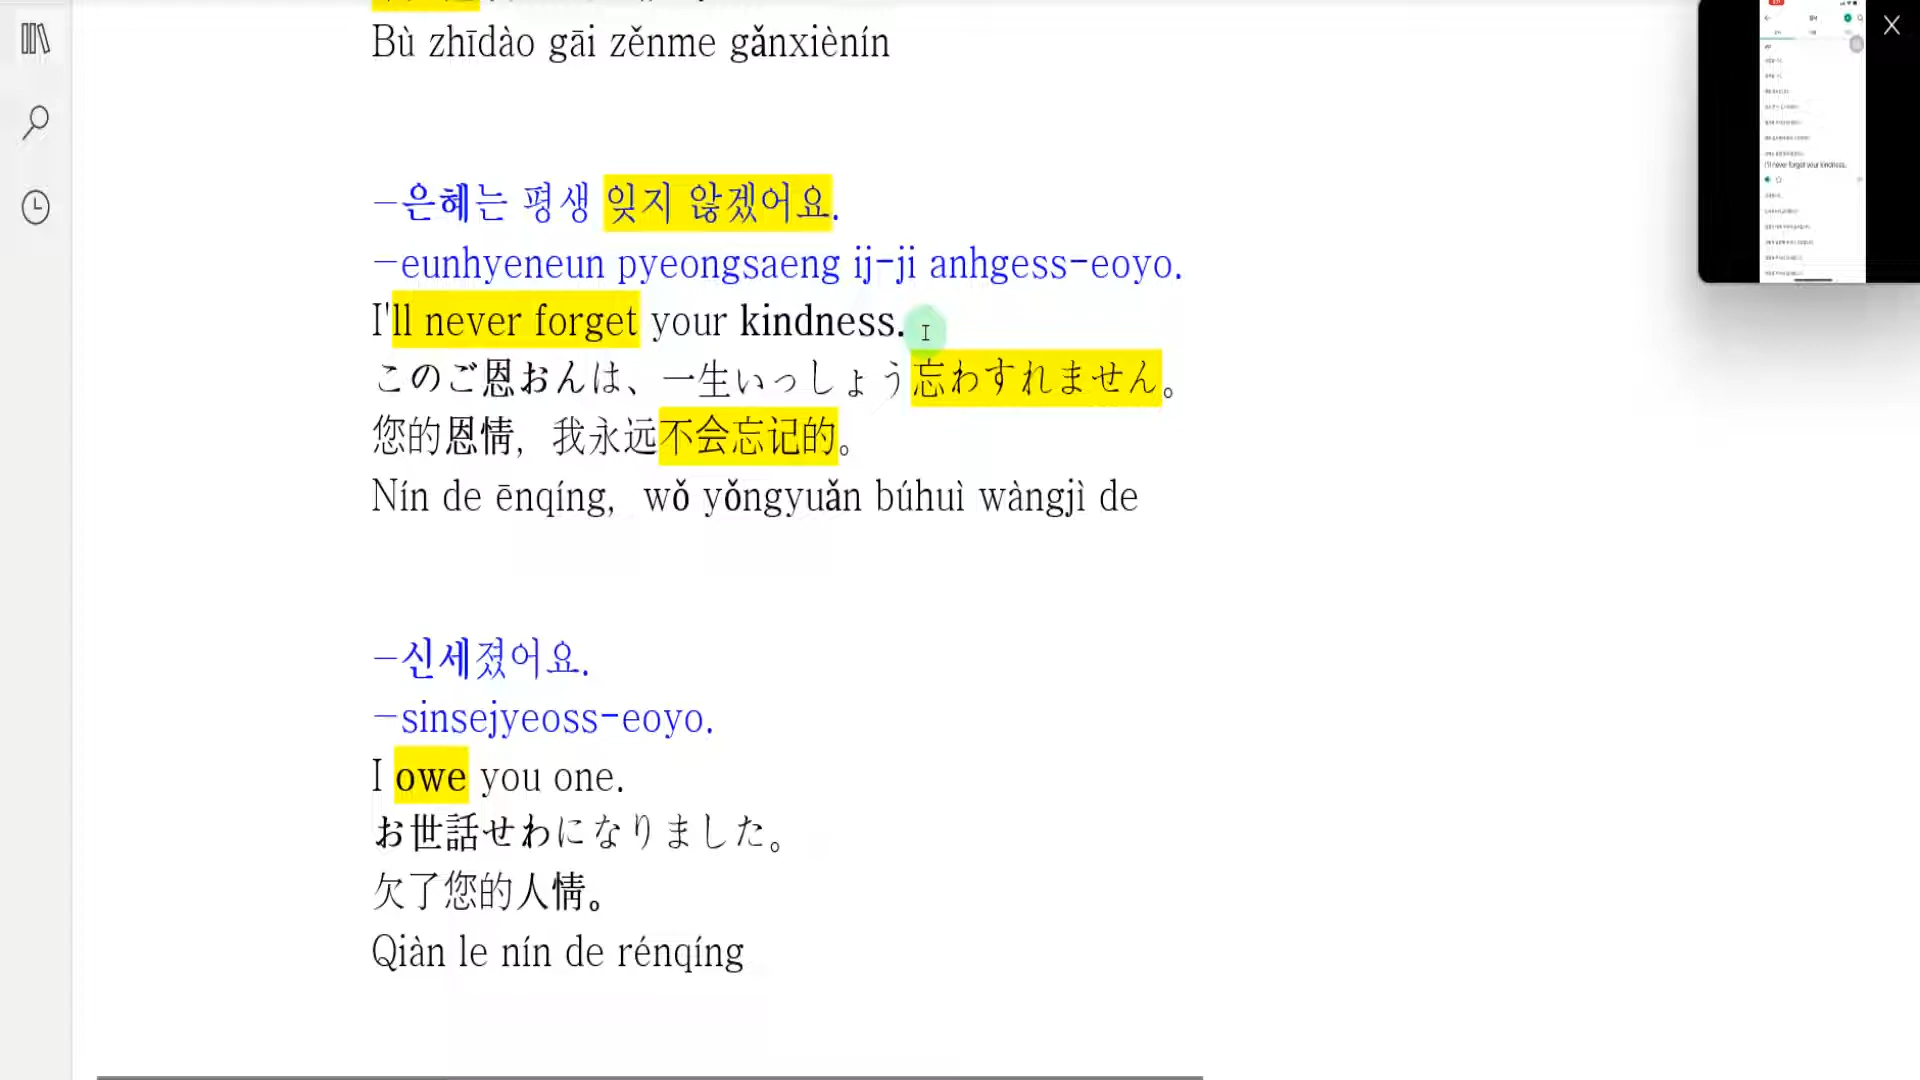 Bù zhīdào gāi zěnme gǎnxiènín
-은혜는 평생 잊지 않겠어요.
-eunhyeneun pyeongsaeng ij-ji anhgess-eoyo.
I'll never forget your kindness.
このご恩おんは、一生いっしょう忘わすれません。
您的恩情，我永远不会忘记的。
Nín de ēnqíng, wǒ yǒngyuǎn búhuì wàngjì de
-신세졌어요.
-sinsejyeoss-eoyo.
I owe you one.
お世話せわになりました。
欠了您的人情。
Qiàn le nín de rénqíng
I'll never forget your kindness.